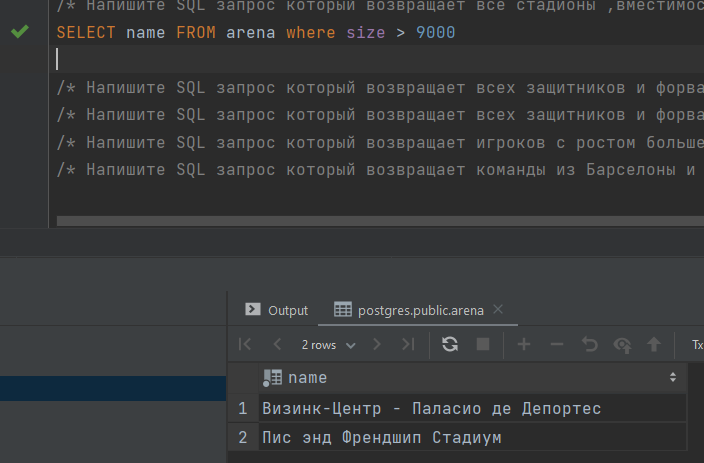 /* Напишите SQL запрос который возвращает все стадионы ,вместимос
SELECT name FROM arena where size > 9000
/* Напишите SQL запрос который возвращает всех защитников и форва
/* Напишите SQL запрос который возвращает всех защитников и форва
/* Напишите SQL запрос который возвращает игроков с ростом больше
/* Напишите SQL запрос который возвращает команды из Барселоны и
Output postgres.public.arena
2 rows Tx
name
1 Визинк-Центр - Паласио де Депортес
2 Пис энд Френдшип Стадиум